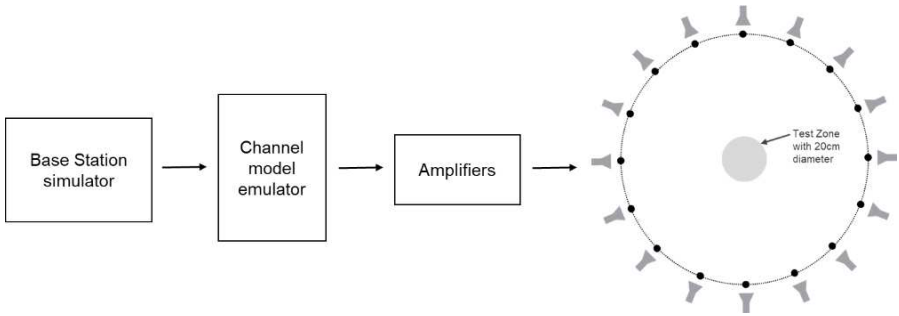 Base Station
simulator
Channel
model
emulator
Amplifiers
Test Zone
with 20cm
diameter